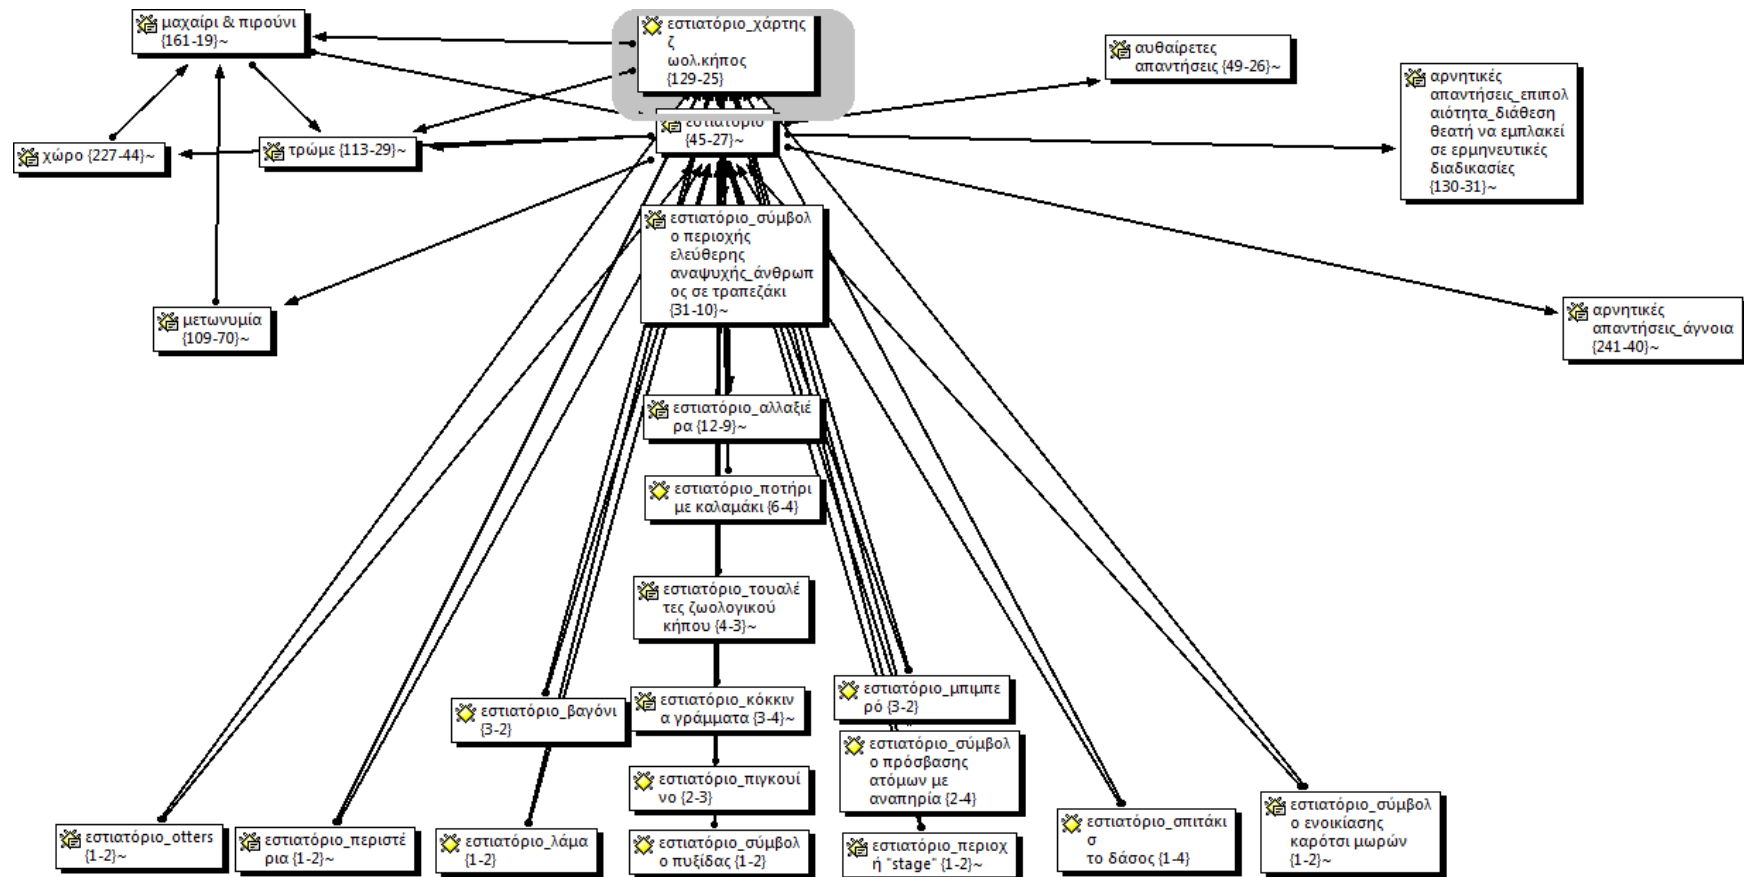 μαχαίρι & πιρούνι
{161-19}~
εστιατόριο_χάρτης
ζ
ωολ.κήπος
{129-25}
αυθαίρετες
απαντήσεις {49-26}~
αρνητικές
απαντήσεις_επιπολ
αιότητα_διάθεση
θεατή να εμπλακεί
σε ερμηνευτικές
διαδικασίες
{130-31}~
εστιατόριο
{45-27}~
χώρο {227-44}~
τρώμε {113-29}~
εστιατόριο_σύμβολ
ο περιοχής
ελεύθερης
αναψυχής_άνθρωπ
ος σε τραπεζάκι
{31-10}~
μετωνυμία
{109-70}~
αρνητικές
απαντήσεις_άγνοια
{241-40}~
εστιατόριο_αλλαξιέ
ρα {12-9}~
εστιατόριο_ποτήρι
με καλαμάκι {6-4}
εστιατόριο_τουαλέ
τες ζωολογικού
κήπου {4-3}~
εστιατόριο_βαγόνι
{3-2}
εστιατόριο_κόκκιν
α γράμματα {3-4}~
εστιατόριο_μπιμπε
ρό {3-2}
εστιατόριο_σύμβολ
ο πρόσβασης
ατόμων με
αναπηρία {2-4}
εστιατόριο_πιγκουί
νο {2-3}
εστιατόριο_otters
{1-2}~
εστιατόριο_περιστέ
ρια {1-2}~
εστιατόριο_λάμα
{1-2}
εστιατόριο_σύμβολ
ο πυξίδας {1-2}
εστιατόριο_περιοχ
ή "stage" {1-2}~
εστιατόριο_σπιτάκι
σ
το δάσος {1-4}
εστιατόριο_σύμβολ
ο ενοικίασης
καρότσι μωρών
{1-2}~